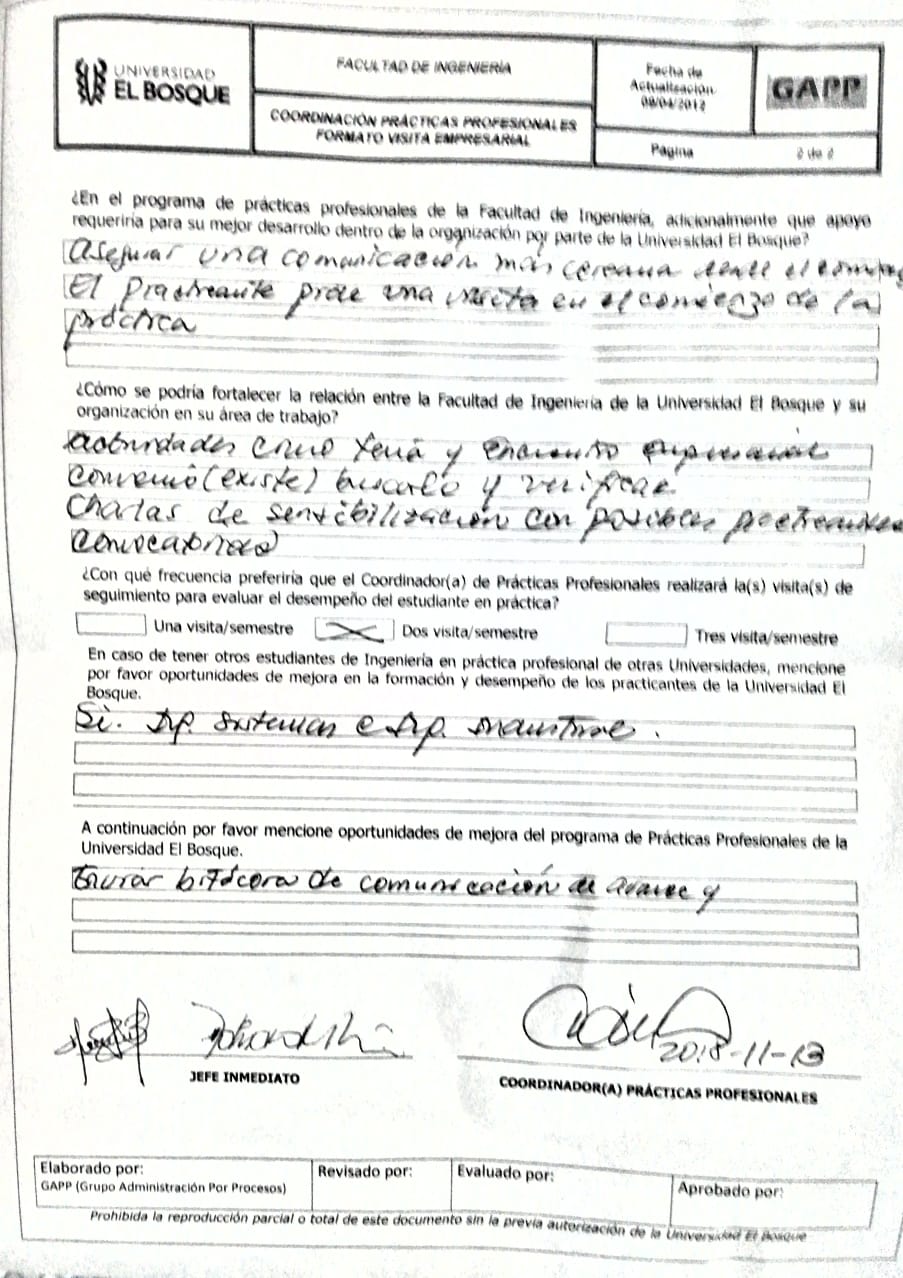 UNIVERSIDAD
EL BOSQUE
FACULTAD DE INGENIERÍA
COORDINACIÓN PRÁCTICAS PROFESIONALES
FORMATO VISITA EMPRESARIAL
Fecha de
Actualización
09/04/2012
GAPP
Pagina
2 de 2
¿En el programa de prácticas profesionales de la Facultad de Ingeniería, adicionalmente que apoyo
requeriría para su mejor desarrollo dentro de la organización por parte de la Universidad El Bosque?
Asegurar una comunicación más cercana
El una visita en el comienzo de la
práctica
¿Cómo se podría fortalecer la relación entre la Facultad de Ingeniería de la Universidad El Bosque y su
organización en su área de trabajo?
actividades como feria y encuentro empresarial
convenio (existe) buscarlo y verificar
Charlas de sensibilización con posibles practicantes
convocatorias
¿Con qué frecuencia preferiría que el Coordinador(a) de Prácticas Profesionales realizará la(s) visita(s) de
seguimiento para evaluar el desempeño del estudiante en práctica?
Una visita/semestre Dos visita/semestre Tres visita/semestre
En caso de tener otros estudiantes de Ingeniería en práctica profesional de otras Universidades, mencione
por favor oportunidades de mejora en la formación y desempeño de los practicantes de la Universidad El
Bosque.
Si. sistemas e industrial.
A continuación por favor mencione oportunidades de mejora del programa de Prácticas Profesionales de la
Universidad El Bosque.
bitácora de comunicación de avance y
JEFE INMEDIATO
2018-11-13
COORDINADOR(A) PRÁCTICAS PROFESIONALES
Elaborado por:
GAPP (Grupo Administración Por Procesos)
Revisado por:
Evaluado por:
Aprobado por:
Prohibida la reproducción parcial o total de este documento sin la previa autorización de la Universidad El Bosque